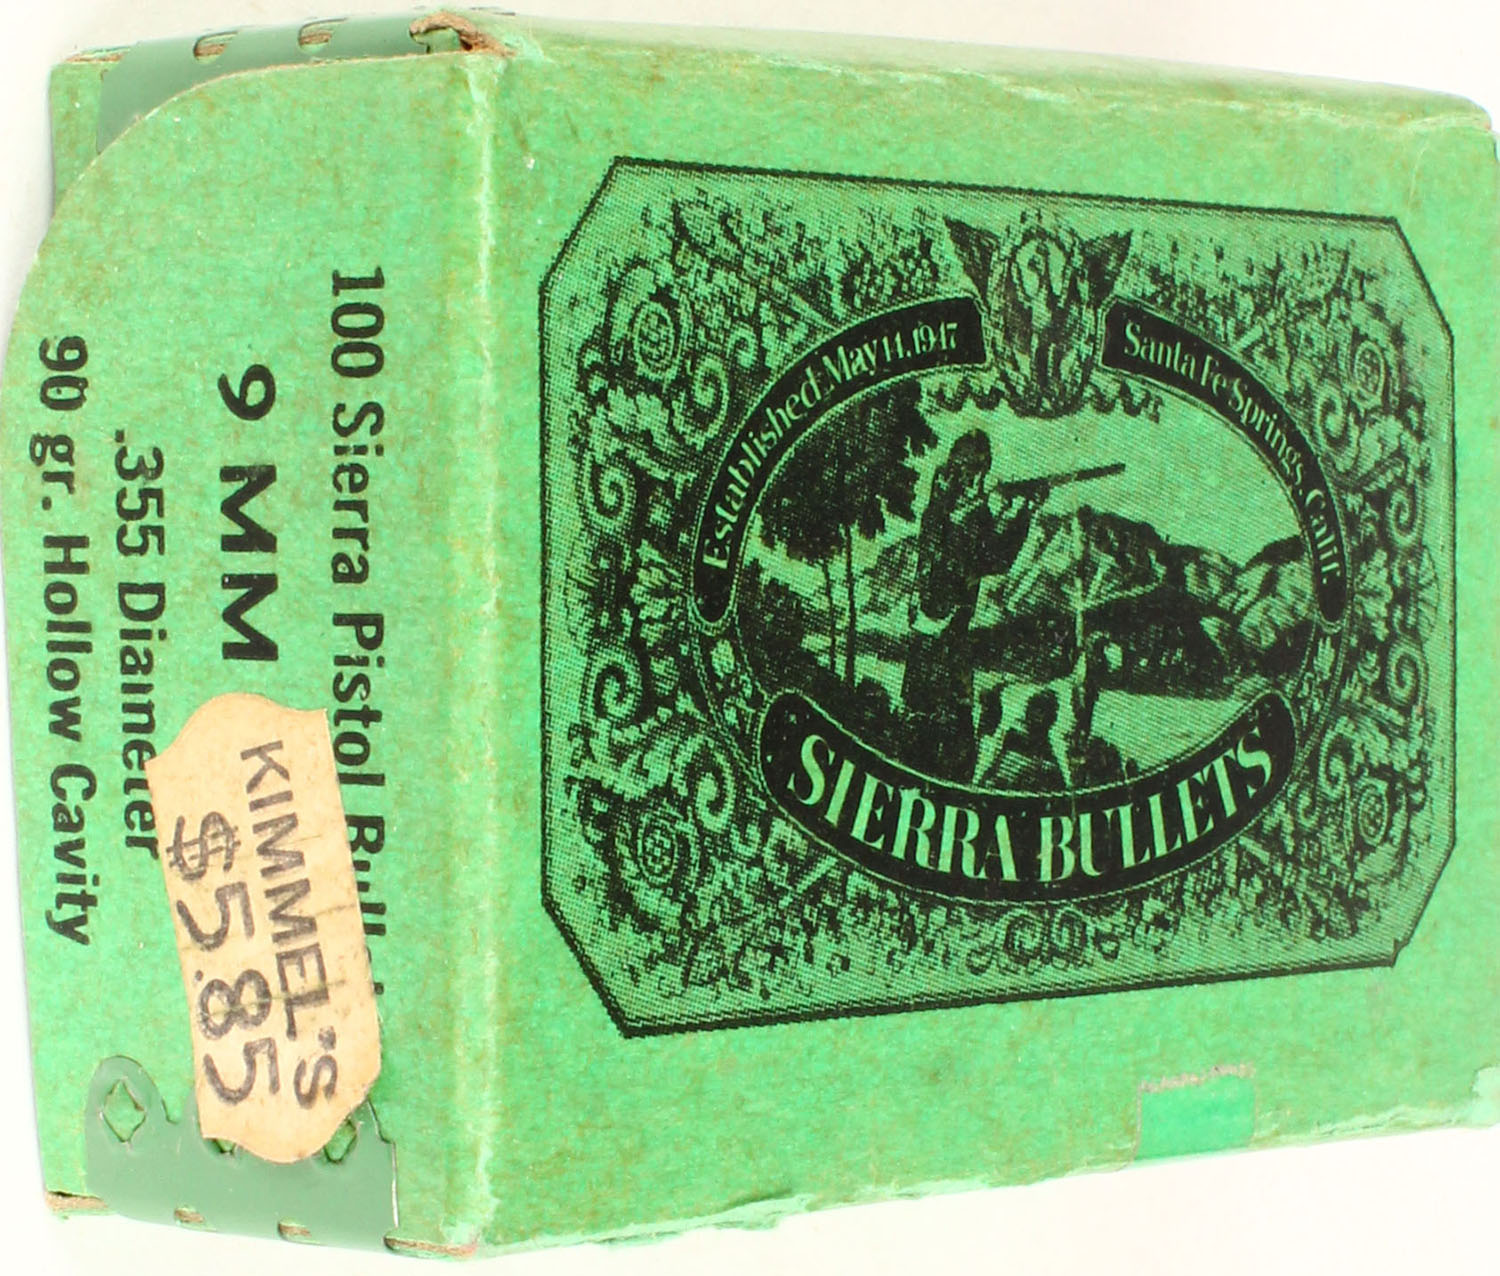 100 Sierra Pistol
9 MM
.355 Diameter
90 gr. Hollow Cavity
KIMMEL'S
$5.85
Established May 14, 1947
Santa Fe Springs, Calif.
SIERRA BULLETS